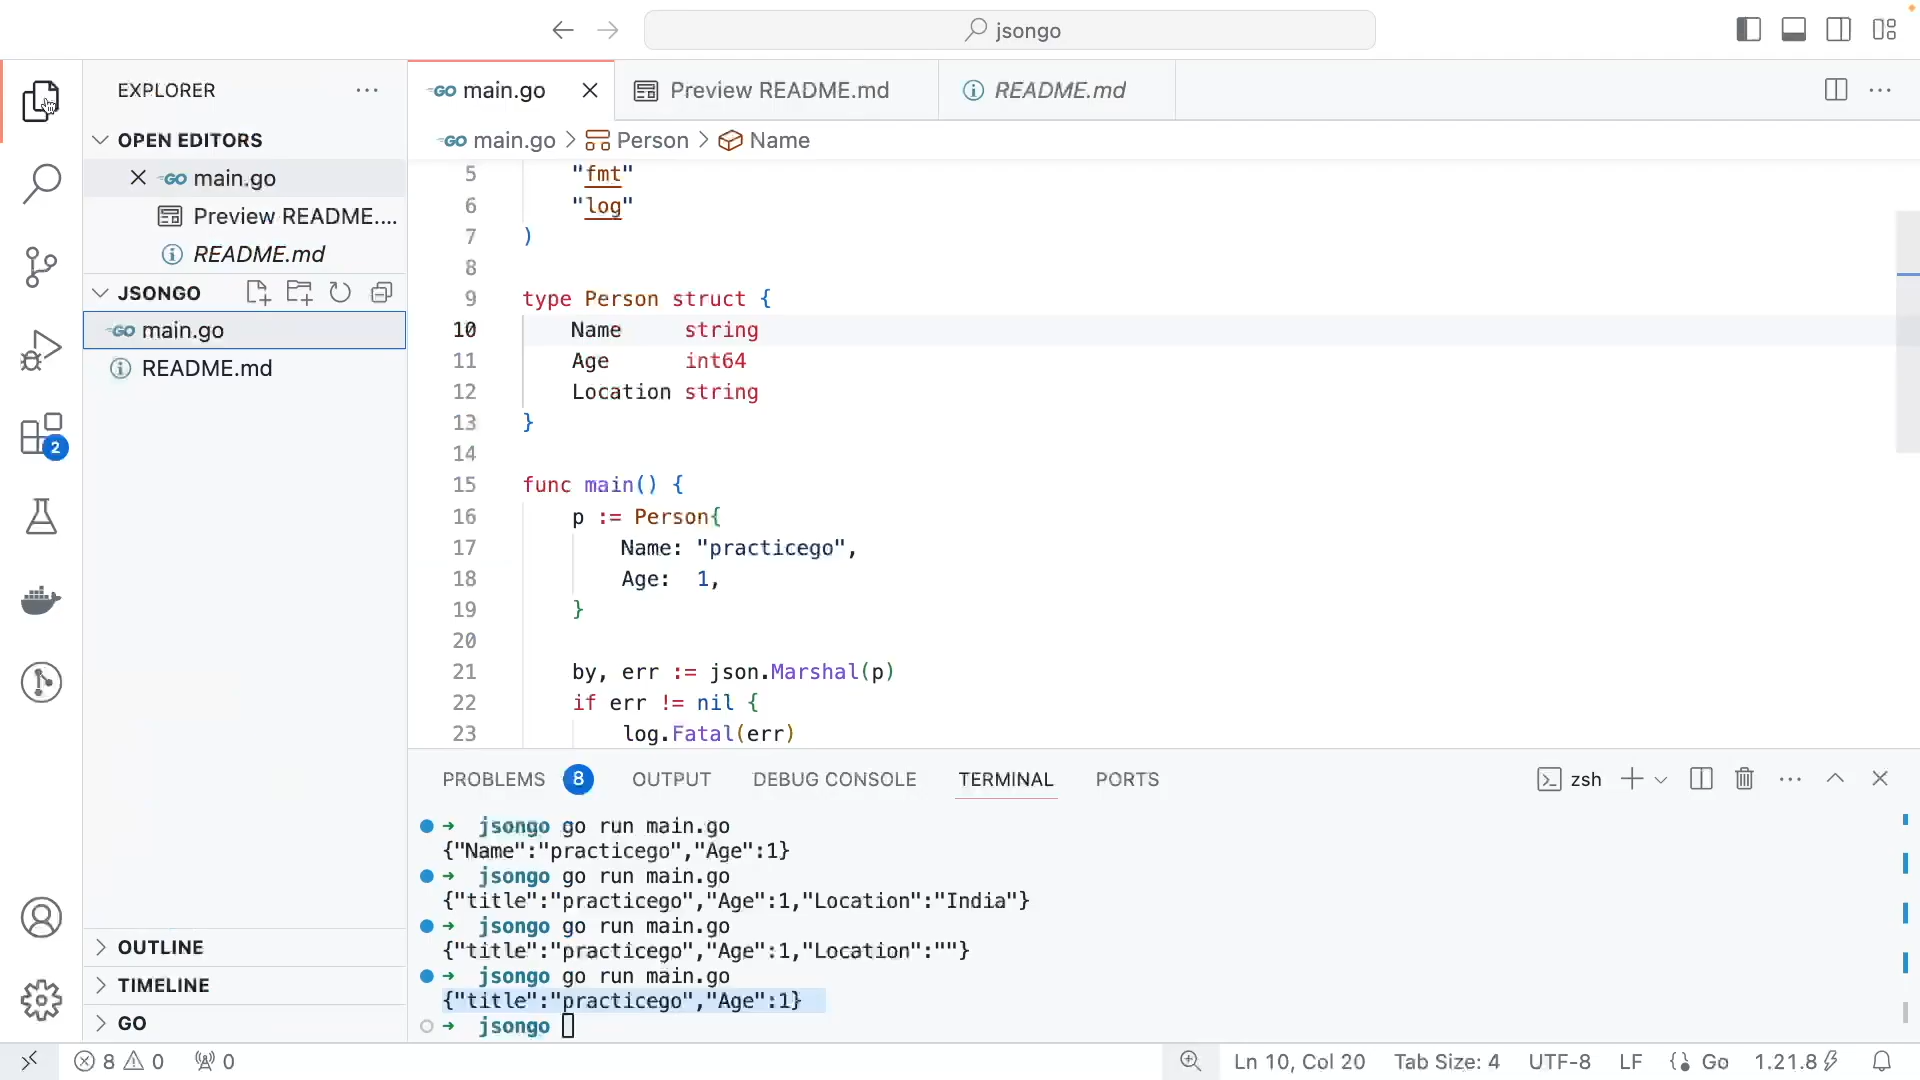 jsongo
EXPLORER
OPEN EDITORS
main.go
Preview README....
README.md
JSONGO
main.go
README.md
OUTLINE
TIMELINE
GO
2
main.go
Preview README.md
README.md
main.go > Person > Name
5 "fmt"
6 "log"
7 )
8
9 type Person struct {
10 Name string
11 Age int64
12 Location string
13 }
14
15 func main() {
16 p := Person{
17 Name: "practicego",
18 Age: 1,
19 }
20
21 by, err := json.Marshal(p)
22 if err != nil {
23 log.Fatal(err)
PROBLEMS 8 OUTPUT DEBUG CONSOLE TERMINAL PORTS zsh
jsongo go run main.go
{"Name":"practicego","Age":1}
jsongo go run main.go
{"title":"practicego","Age":1,"Location":"India"}
jsongo go run main.go
{"title":"practicego","Age":1,"Location":""}
jsongo go run main.go
{"title":"practicego","Age":1}
jsongo
8 0 0 Ln 10, Col 20 Tab Size: 4 UTF-8 LF Go 1.21.8